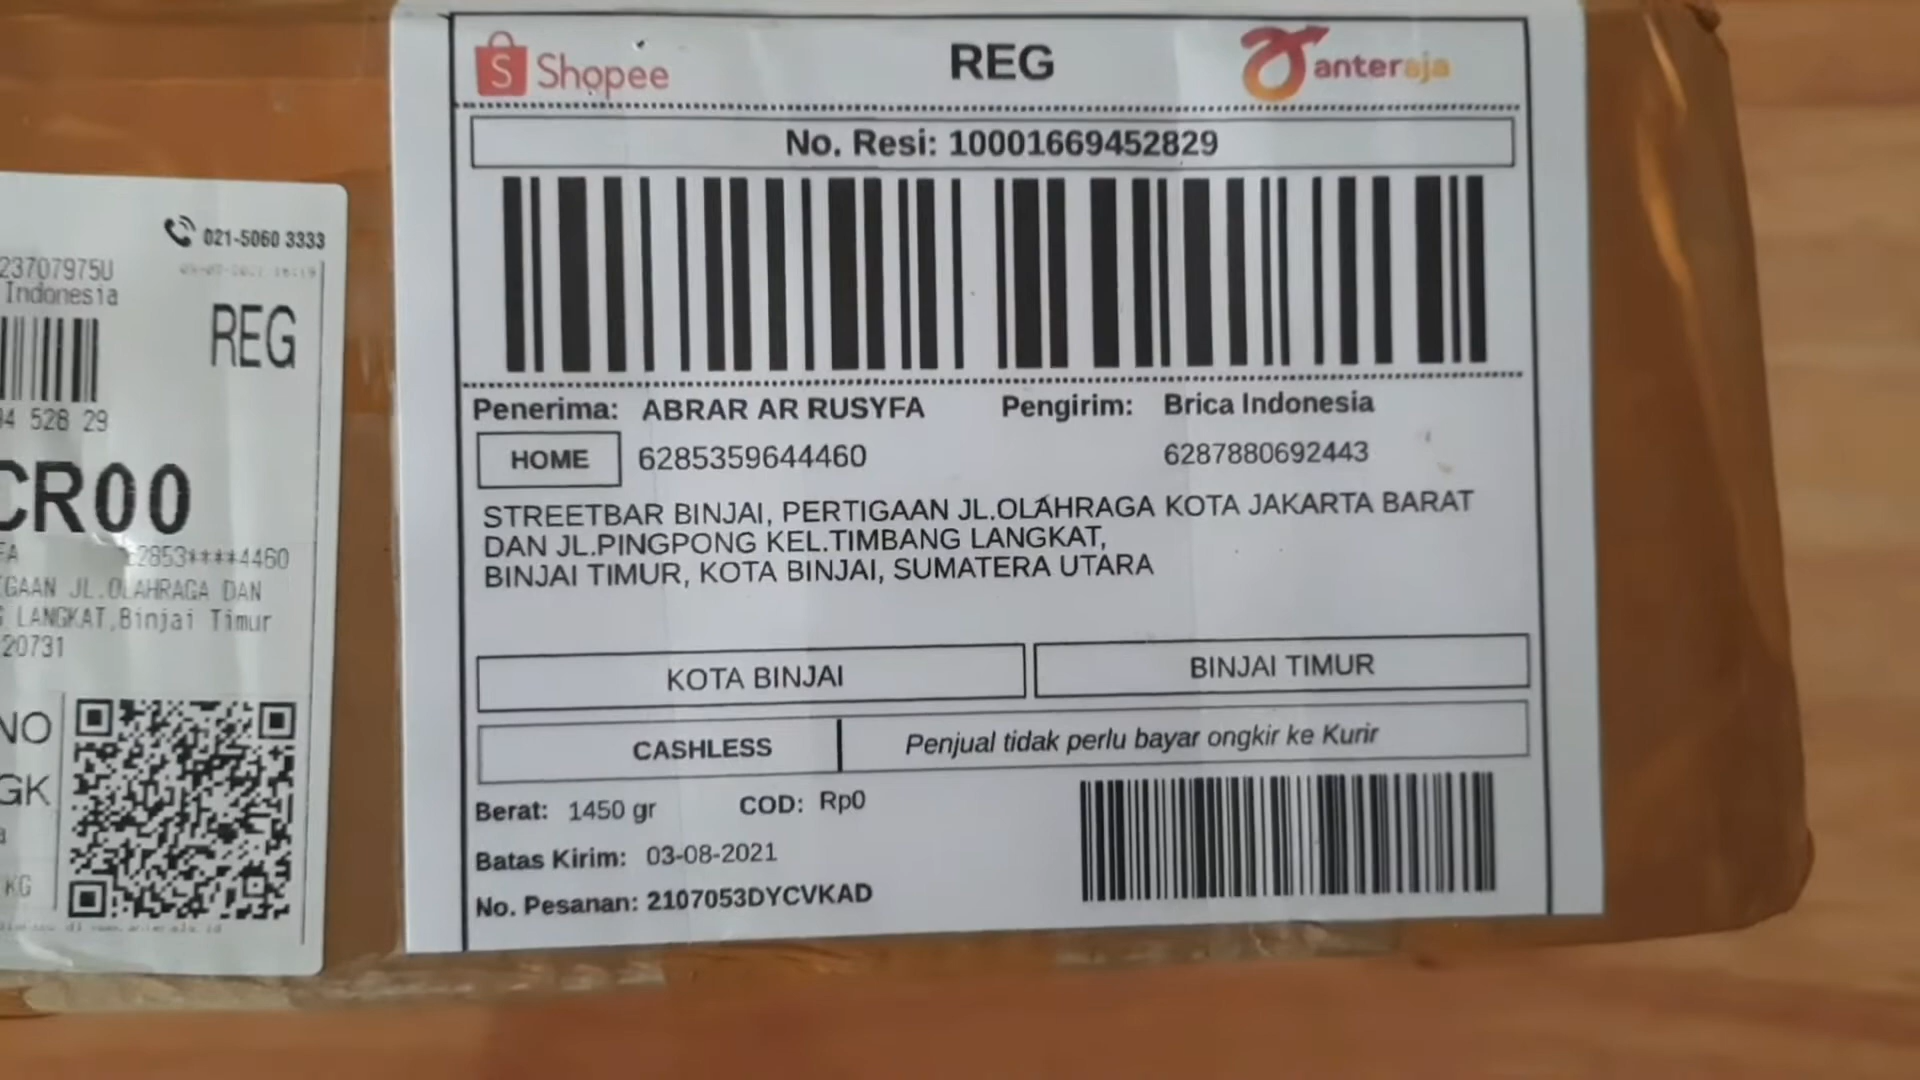 Shopee
REG
anteraja
No. Resi: 10001669452829
Penerima: ABRAR AR RUSYFA
Pengirim: Brica Indonesia
HOME
6285359644460
6287880692443
STREETBAR BINJAI, PERTIGAAN JL.OLAHRAGA KOTA JAKARTA BARAT
DAN JL.PINGPONG KEL.TIMBANG LANGKAT,
BINJAI TIMUR, KOTA BINJAI, SUMATERA UTARA
KOTA BINJAI
BINJAI TIMUR
CASHLESS
Penjual tidak perlu bayar ongkir ke Kurir
Berat: 1450 gr
COD: Rp0
Batas Kirim: 03-08-2021
No. Pesanan: 2107053DYCVKAD
021-5060 3333
23707975U
Indonesia
REG
528 29
CR00
2853****4460
GAAN JL.OLAHRAGA DAN
LANGKAT,Binjai Timur
20731
NO
GK
KG